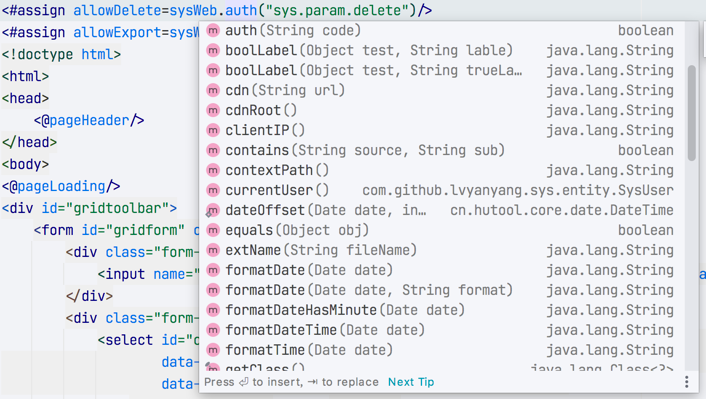 <#assign allowDelete=sysWeb.auth("sys.param.delete")/>
<#assign allowExport=sysW
<!doctype html>
<html>
<head>
<@pageHeader/>
</head>
<body>
<@pageLoading/>
<div id="gridtoolbar">
<form id="gridform" c
<div class="form-
<input name="
</div>
<div class="form-
<select id="
data-
data-
m auth(String code) boolean
m boolLabel(Object test, String lable) java.lang.String
m boolLabel(Object test, String trueLa… java.lang.String
m cdn(String url) java.lang.String
m cdnRoot() java.lang.String
m clientIP() java.lang.String
m contains(String source, String sub) boolean
m contextPath() java.lang.String
m currentUser() com.github.lvyanyang.sys.entity.SysUser
m dateOffset(Date date, in… cn.hutool.core.date.DateTime
m equals(Object obj) boolean
m extName(String fileName) java.lang.String
m formatDate(Date date) java.lang.String
m formatDate(Date date, String format) java.lang.String
m formatDateHasMinute(Date date) java.lang.String
m formatDateTime(Date date) java.lang.String
m formatTime(Date date) java.lang.String
m getClass() java.lang.Class<?>
Press ⏎ to insert, ⇥ to replace Next Tip